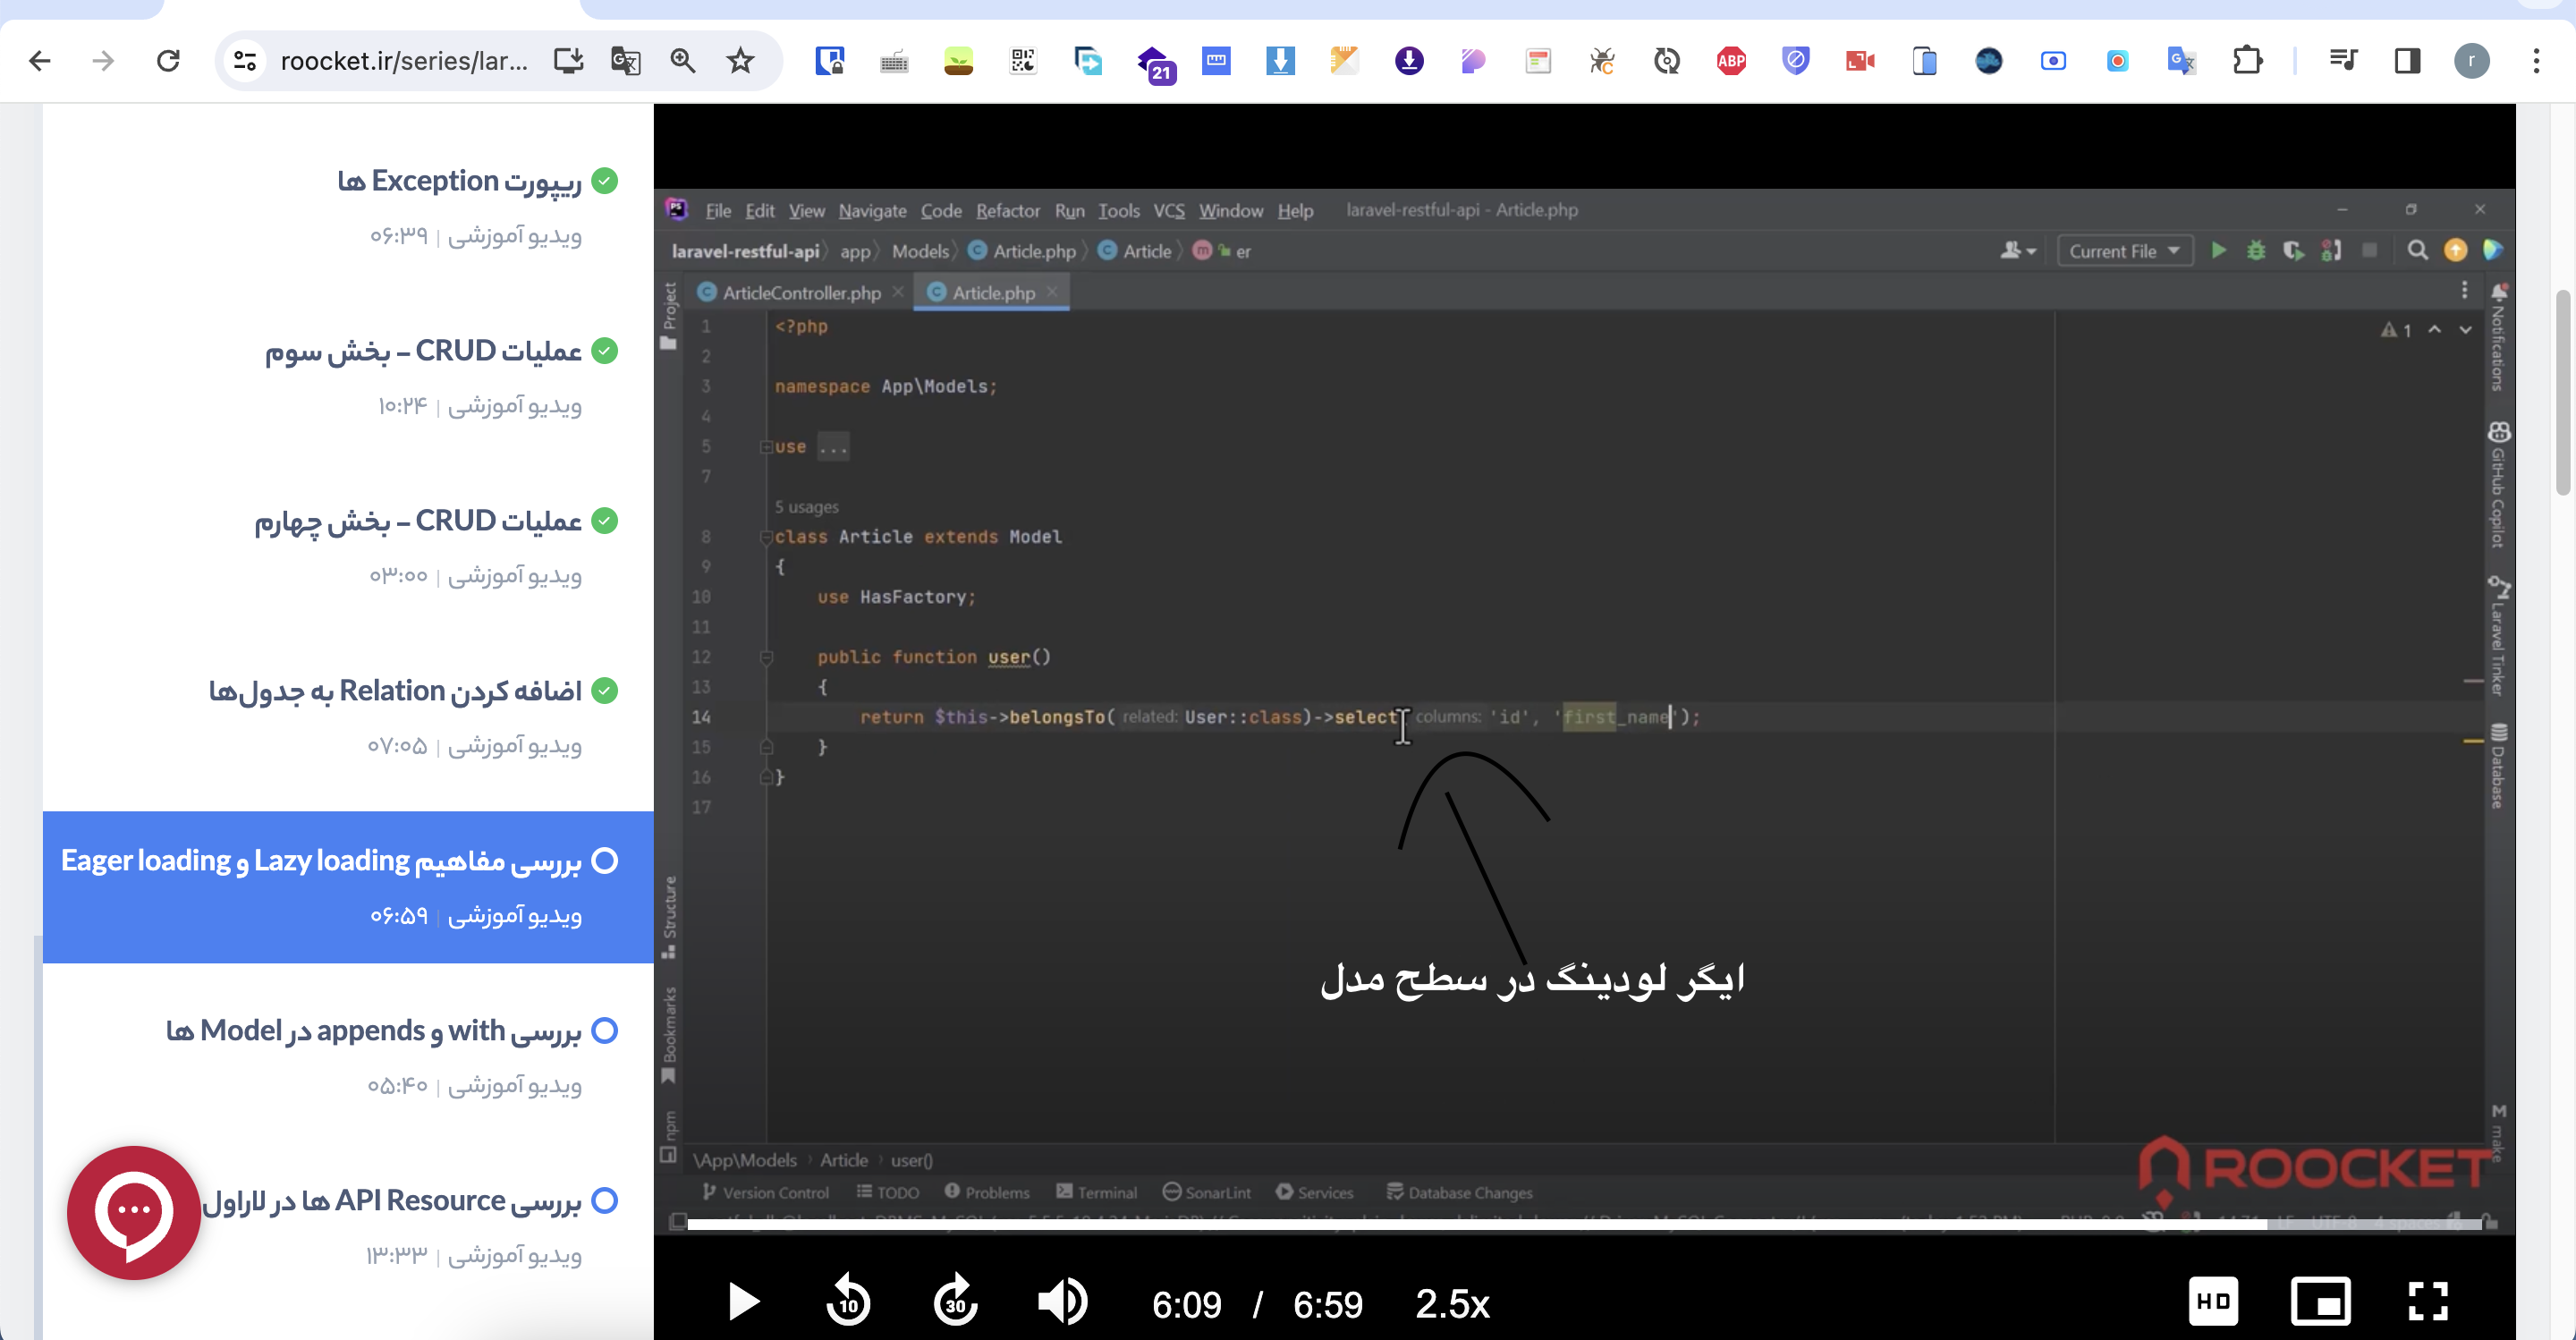 roocket.ir/series/lar...
21
ABP
r
ریپورت Exception ها
ویدیو آموزشی | ۰۶:۳۹
عملیات CRUD – بخش سوم
ویدیو آموزشی | ۱۰:۲۴
عملیات CRUD – بخش چهارم
ویدیو آموزشی | ۰۳:۰۰
اضافه کردن Relation به جدول‌ها
ویدیو آموزشی | ۰۷:۰۵
بررسی مفاهیم Lazy loading و Eager loading
ویدیو آموزشی | ۰۶:۵۹
بررسی with و appends در Model ها
ویدیو آموزشی | ۰۵:۴۰
بررسی API Resource ها در لاراول
ویدیو آموزشی | ۱۳:۳۳
PS File Edit View Navigate Code Refactor Run Tools VCS Window Help laravel-restful-api - Article.php
laravel-restful-api app Models Article.php Article er
Current File
ArticleController.php Article.php
Project
Structure
Bookmarks
npm
1 <?php
2
3 namespace App\Models;
4
5 use ...
7
5 usages
8 class Article extends Model
9 {
10 use HasFactory;
11
12 public function user()
13 {
14 return $this->belongsTo( related: User::class)->select columns: 'id', 'first_name');
15 }
16 }
17
1
Notifications
GitHub Copilot
Laravel Tinker
Database
M make
ایگر لودینگ در سطح مدل
\App\Models Article user()
Version Control TODO Problems Terminal SonarLint Services Database Changes
LF UTF-8 4 spaces
ROOCKET
10 30 6:09 / 6:59 2.5x HD